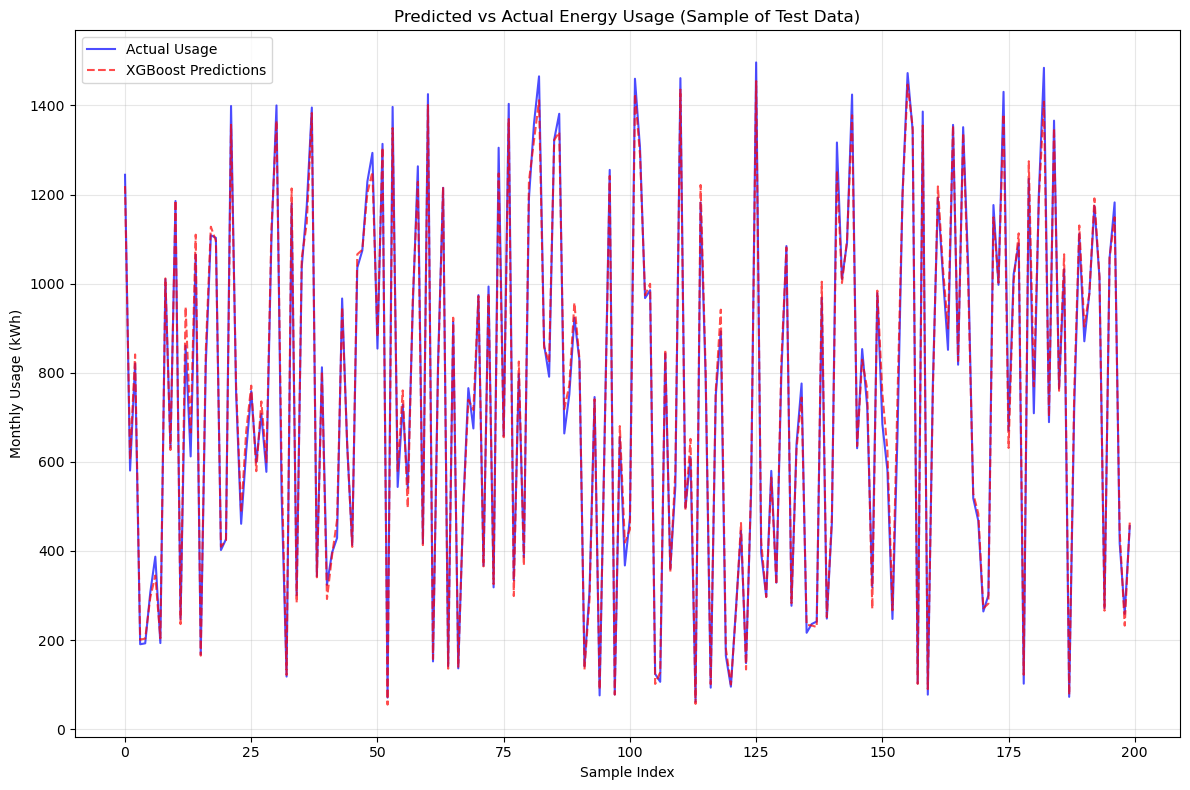 Predicted vs Actual Energy Usage (Sample of Test Data)
Actual Usage
XGBoost Predictions
Monthly Usage (kWh)
1400
1200
1000
800
600
400
200
0
0 25 50 75 100 125 150 175 200
Sample Index